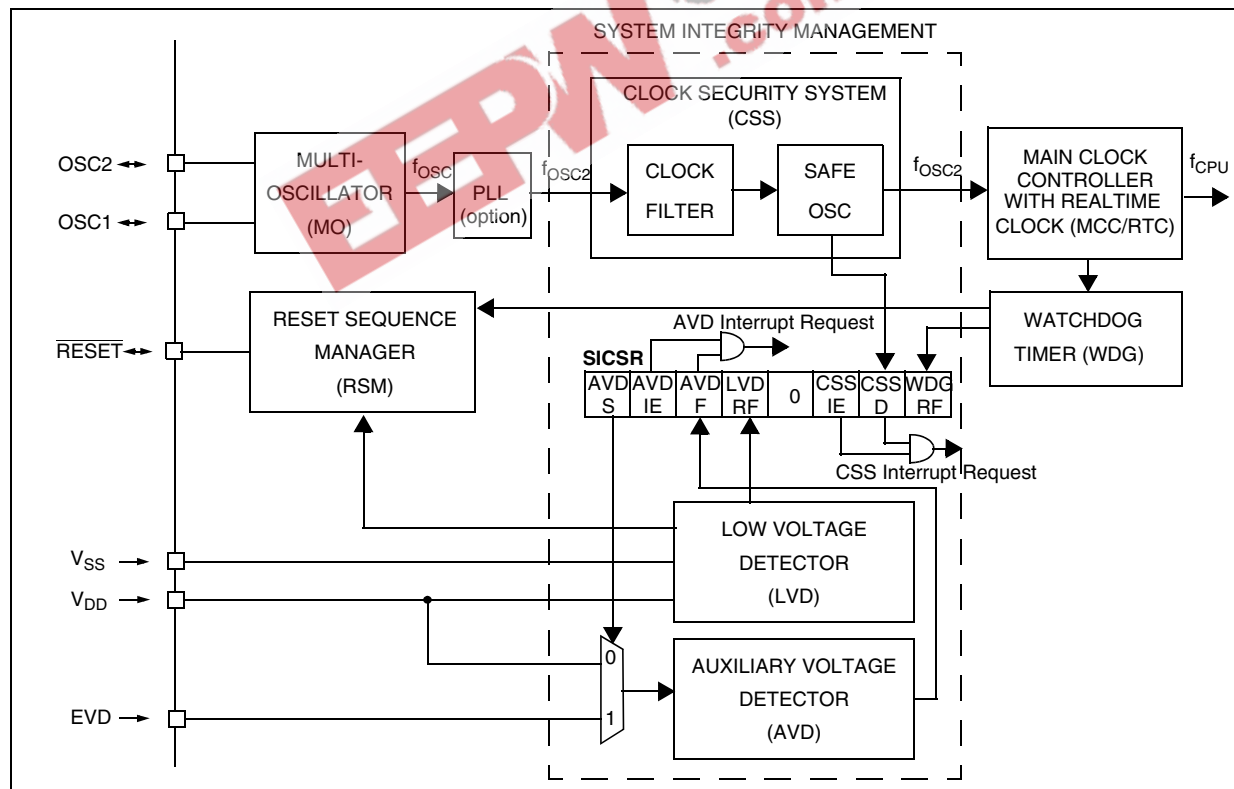 SYSTEM INTEGRITY MANAGEMENT
EEPW.com
CLOCK SECURITY SYSTEM
(CSS)
OSC2
OSC1
MULTI-
OSCILLATOR
(MO)
fOSC
PLL
(option)
fOSC2
CLOCK
FILTER
SAFE
OSC
fOSC2
MAIN CLOCK
CONTROLLER
WITH REALTIME
CLOCK (MCC/RTC)
fCPU
RESET
RESET SEQUENCE
MANAGER
(RSM)
WATCHDOG
TIMER (WDG)
AVD Interrupt Request
SICSR
AVD AVD AVD LVD 0 CSS CSS WDG
S IE F RF IE D RF
CSS Interrupt Request
VSS
VDD
LOW VOLTAGE
DETECTOR
(LVD)
0
1
EVD
AUXILIARY VOLTAGE
DETECTOR
(AVD)